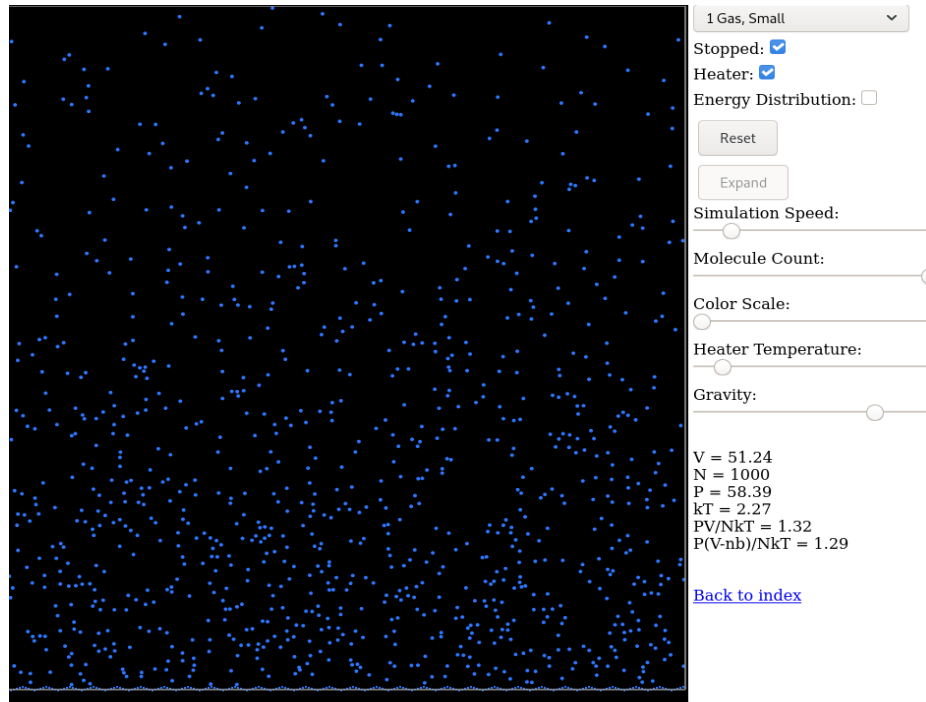 1 Gas, Small
Stopped:
Heater:
Energy Distribution:
Reset
Expand
Simulation Speed:
Molecule Count:
Color Scale:
Heater Temperature:
Gravity:
V = 51.24
N = 1000
P = 58.39
kT = 2.27
PV/NkT = 1.32
P(V-nb)/NkT = 1.29
Back to index